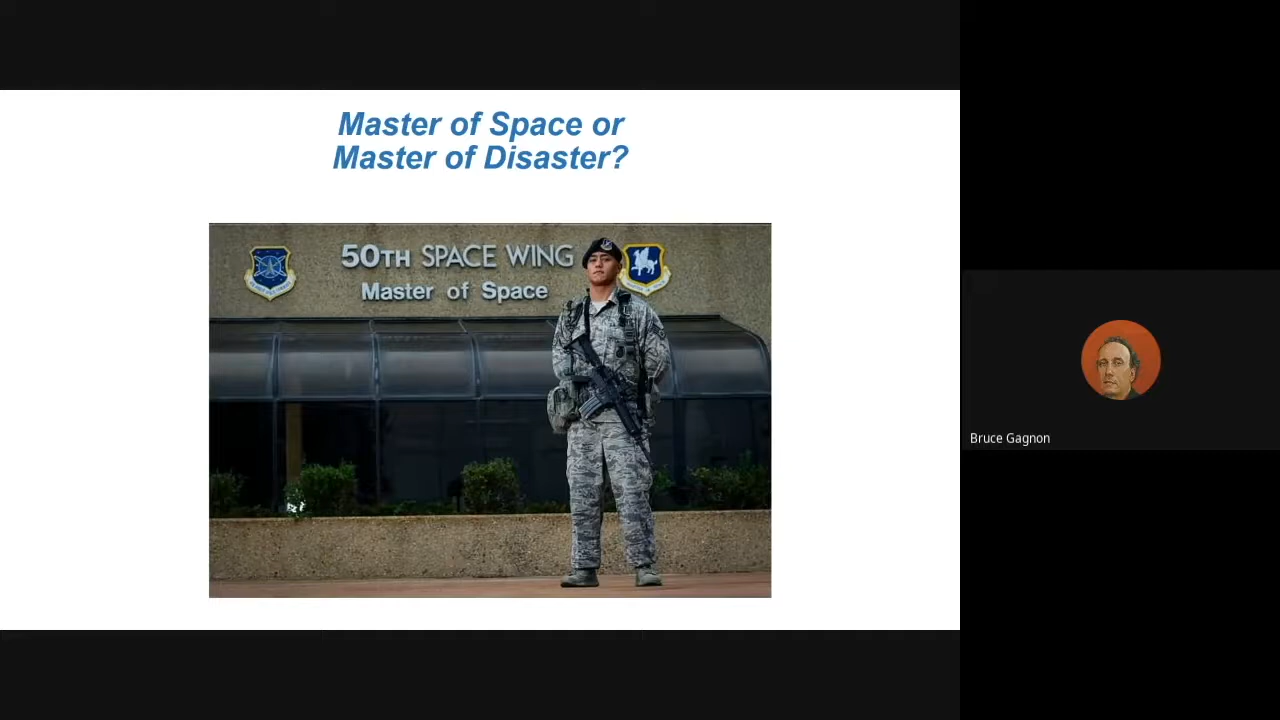 Master of Space or
Master of Disaster?
50TH SPACE WING
Master of Space
Bruce Gagnon